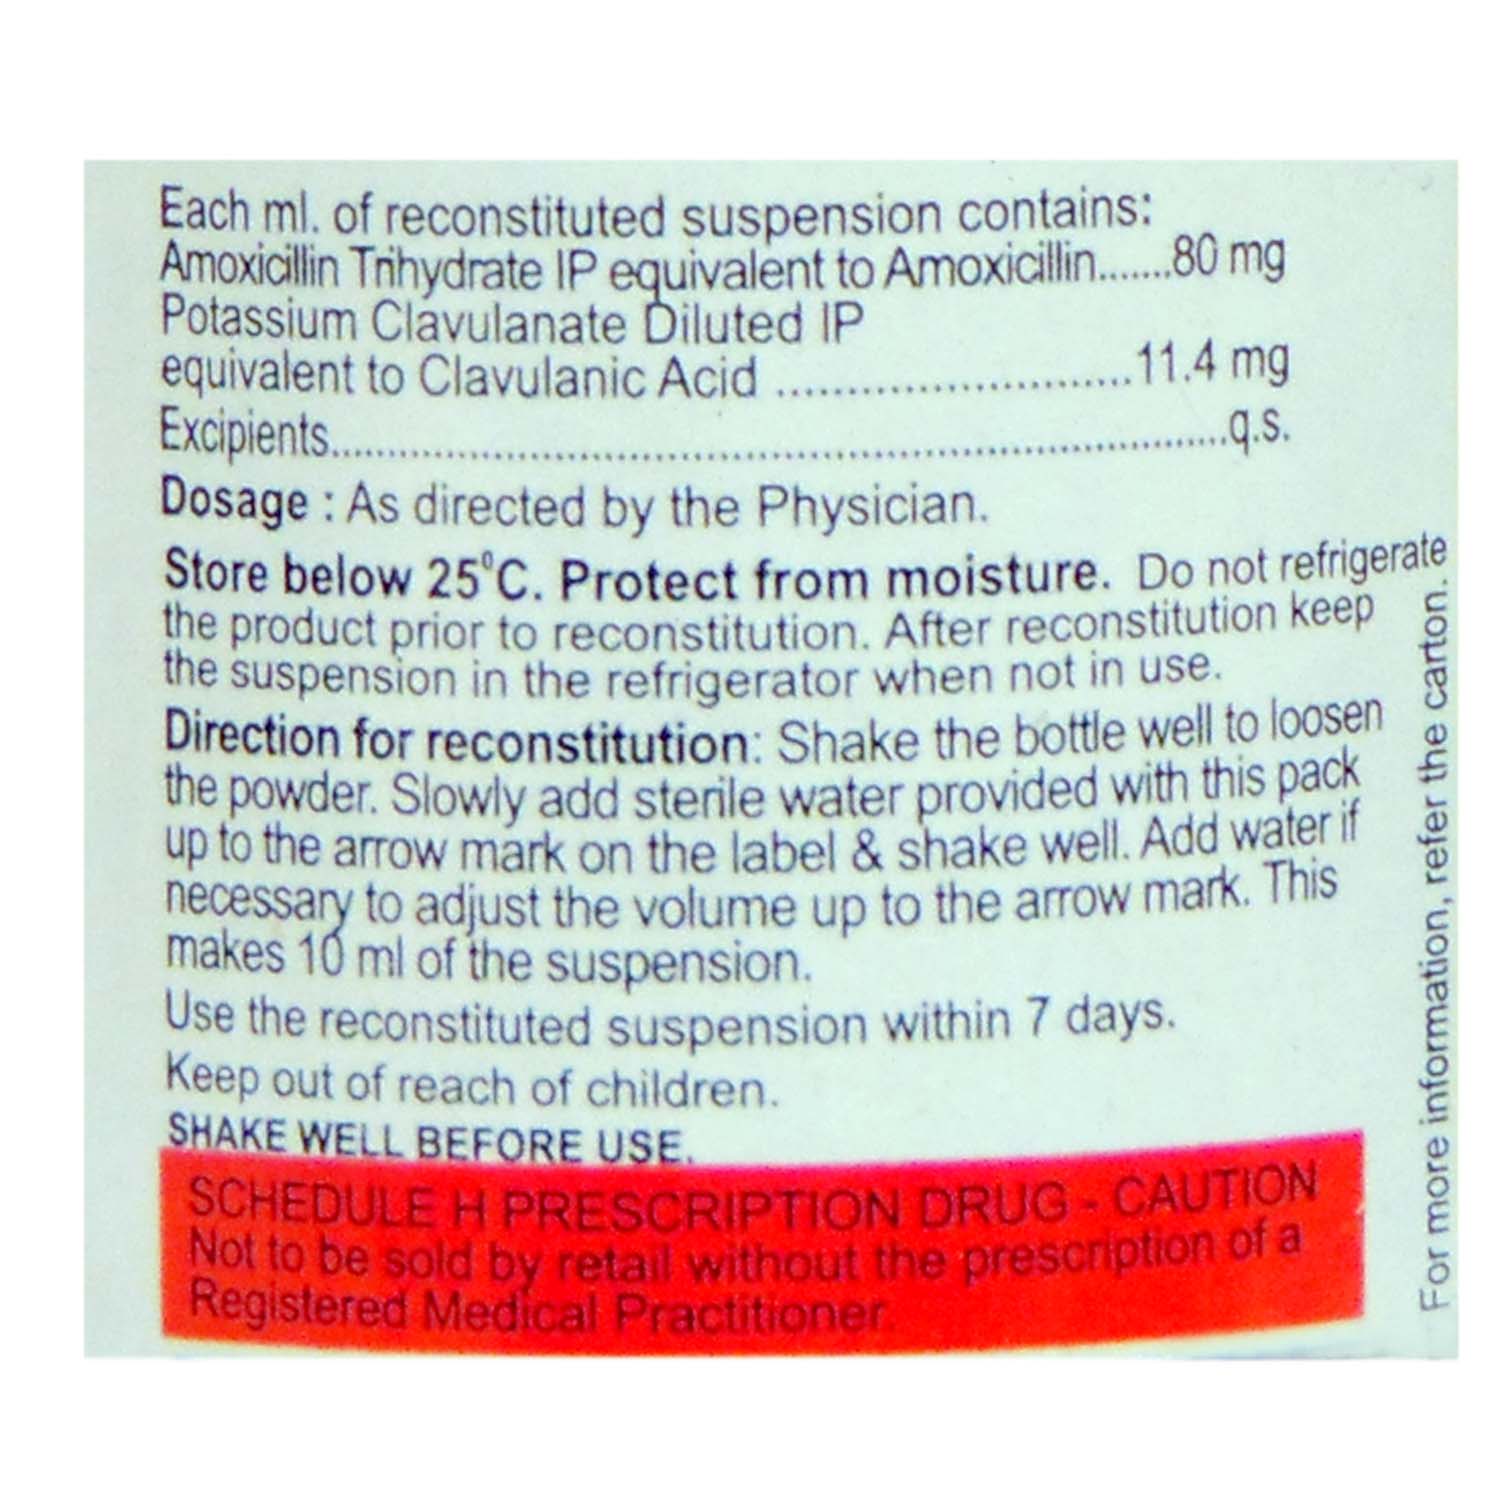 Each ml. of reconstituted suspension contains:
Amoxicillin Trihydrate IP equivalent to Amoxicillin.......80 mg
Potassium Clavulanate Diluted IP
equivalent to Clavulanic Acid ..........................11.4 mg
Excipients..........................................................................q.s.
Dosage : As directed by the Physician.
Store below 25°C. Protect from moisture. Do not refrigerate
the product prior to reconstitution. After reconstitution keep
the suspension in the refrigerator when not in use.
Direction for reconstitution: Shake the bottle well to loosen
the powder. Slowly add sterile water provided with this pack
up to the arrow mark on the label & shake well. Add water if
necessary to adjust the volume up to the arrow mark. This
makes 10 ml of the suspension.
Use the reconstituted suspension within 7 days.
Keep out of reach of children.
SHAKE WELL BEFORE USE.
SCHEDULE H PRESCRIPTION DRUG - CAUTION
Not to be sold by retail without the prescription of a
Registered Medical Practitioner.
For more information, refer the carton.